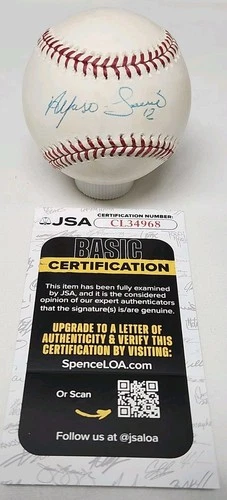 Alfonso Soriano
12
JSA CERTIFICATION NUMBER:
CL34968
BASIC
CERTIFICATION
This item has been fully examined
by JSA, and it is the considered
opinion of our expert authenticators
that the signature(s) is/are genuine.
UPGRADE TO A LETTER OF
AUTHENTICITY & VERIFY THIS
CERTIFICATION BY VISITING:
SpenceLOA.com
Or Scan
Follow us at @jsaloa